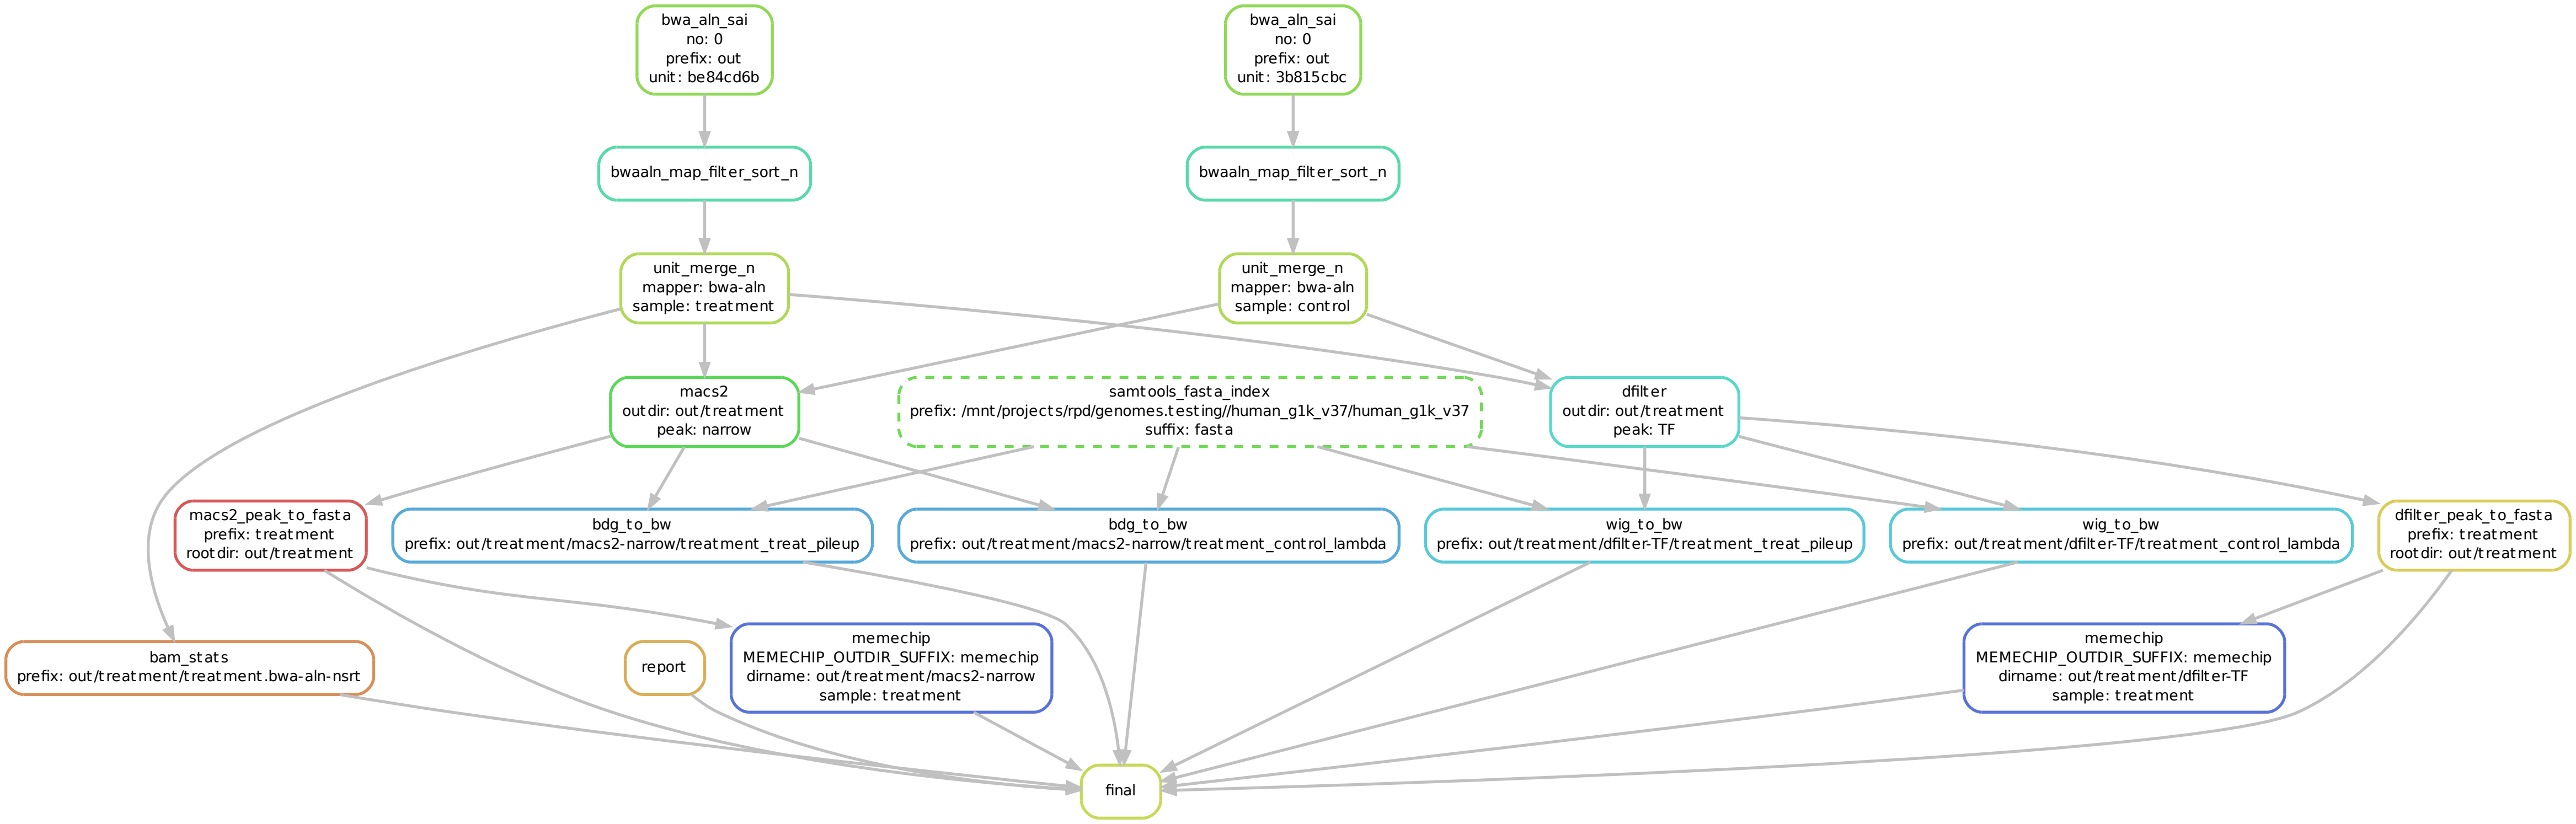 bwa_aln_sai
no: 0
prefix: out
unit: be84cd6b
bwa_aln_sai
no: 0
prefix: out
unit: 3b815cbc
bwaaln_map_filter_sort_n
bwaaln_map_filter_sort_n
unit_merge_n
mapper: bwa-aln
sample: treatment
unit_merge_n
mapper: bwa-aln
sample: control
macs2
outdir: out/treatment
peak: narrow
samtools_fasta_index
prefix: /mnt/projects/rpd/genomes.testing//human_g1k_v37/human_g1k_v37
suffix: fasta
dfilter
outdir: out/treatment
peak: TF
macs2_peak_to_fasta
prefix: treatment
rootdir: out/treatment
bdg_to_bw
prefix: out/treatment/macs2-narrow/treatment_treat_pileup
bdg_to_bw
prefix: out/treatment/macs2-narrow/treatment_control_lambda
wig_to_bw
prefix: out/treatment/dfilter-TF/treatment_treat_pileup
wig_to_bw
prefix: out/treatment/dfilter-TF/treatment_control_lambda
dfilter_peak_to_fasta
prefix: treatment
rootdir: out/treatment
bam_stats
prefix: out/treatment/treatment.bwa-aln-nsrt
report
memechip
MEMECHIP_OUTDIR_SUFFIX: memechip
dirname: out/treatment/macs2-narrow
sample: treatment
memechip
MEMECHIP_OUTDIR_SUFFIX: memechip
dirname: out/treatment/dfilter-TF
sample: treatment
final